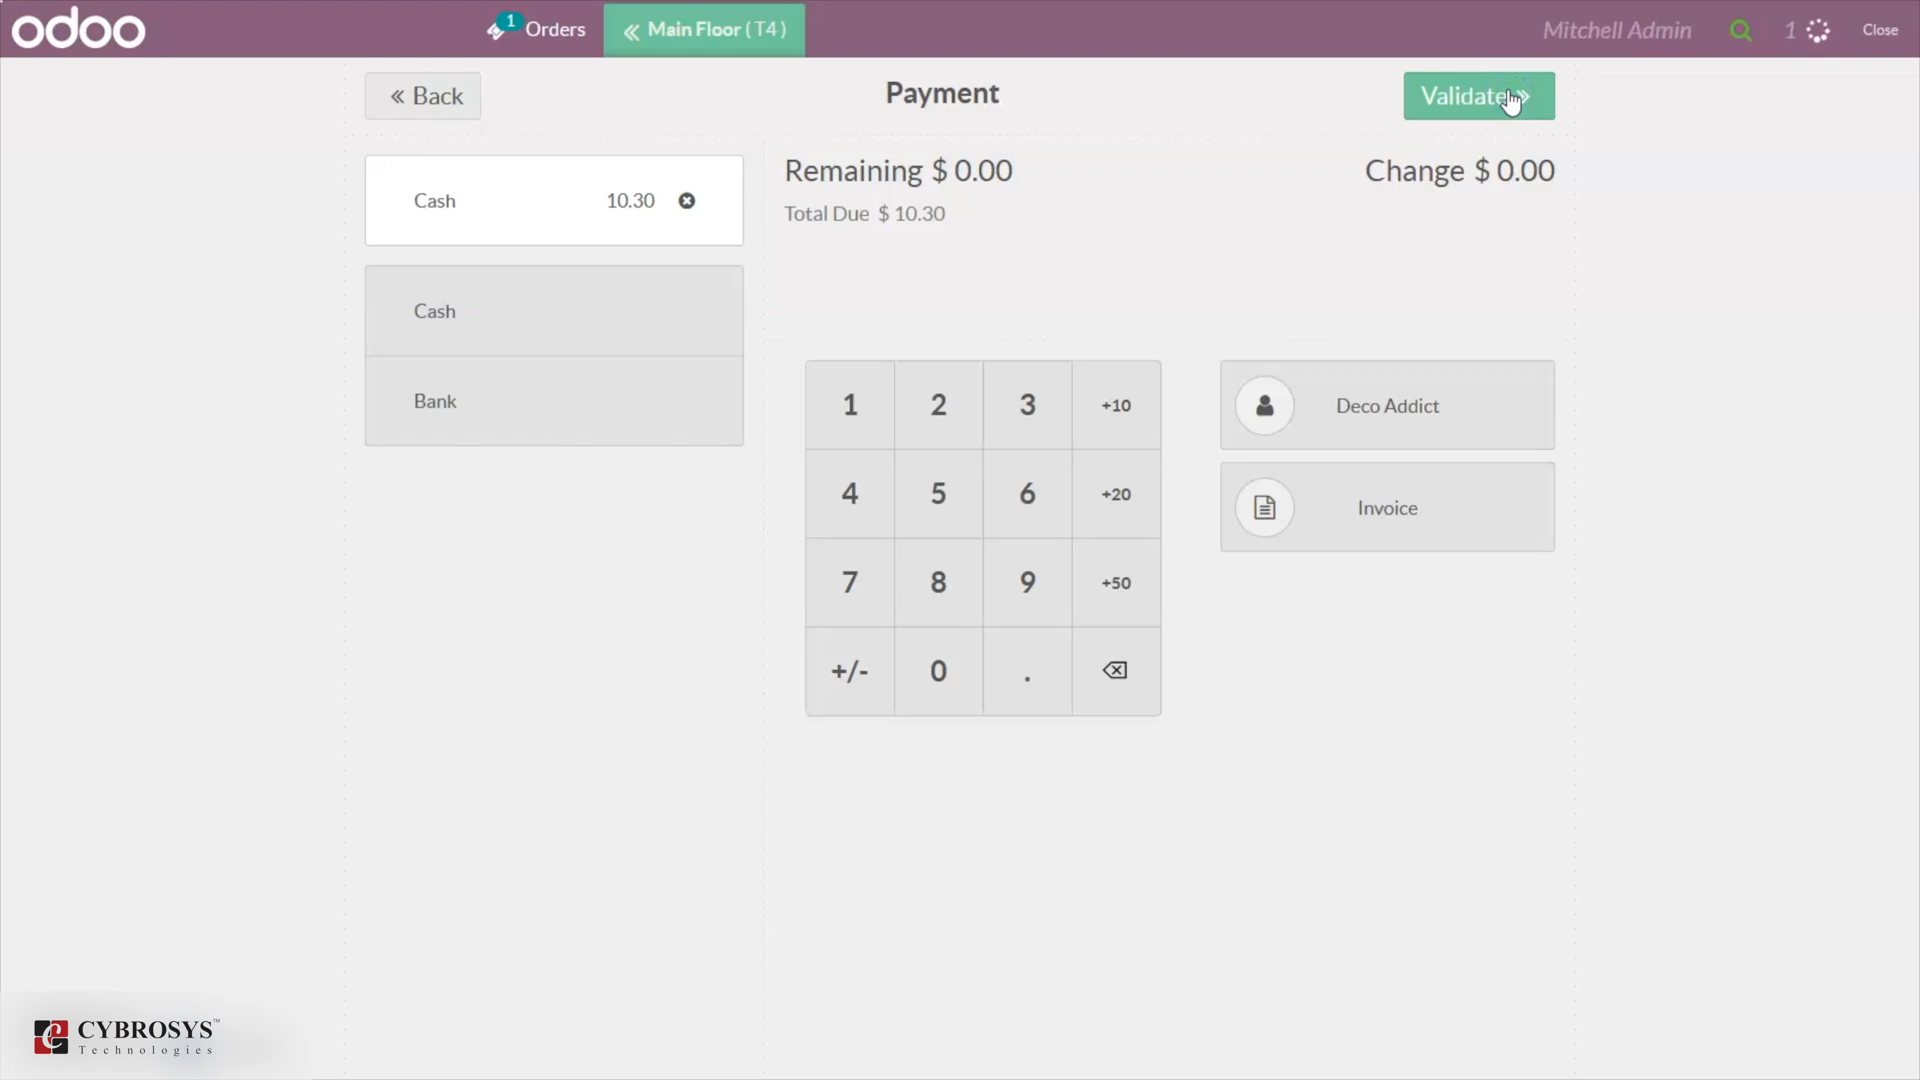 odoo
1 Orders
Main Floor ( T4 )
Mitchell Admin
1
Close
Back
Payment
Validate
Cash 10.30
Remaining $ 0.00
Change $ 0.00
Total Due $ 10.30
Cash
Bank
1 2 3 +10
4 5 6 +20
7 8 9 +50
+/- 0 .
Deco Addict
Invoice
CYBROSYS™
Technologies